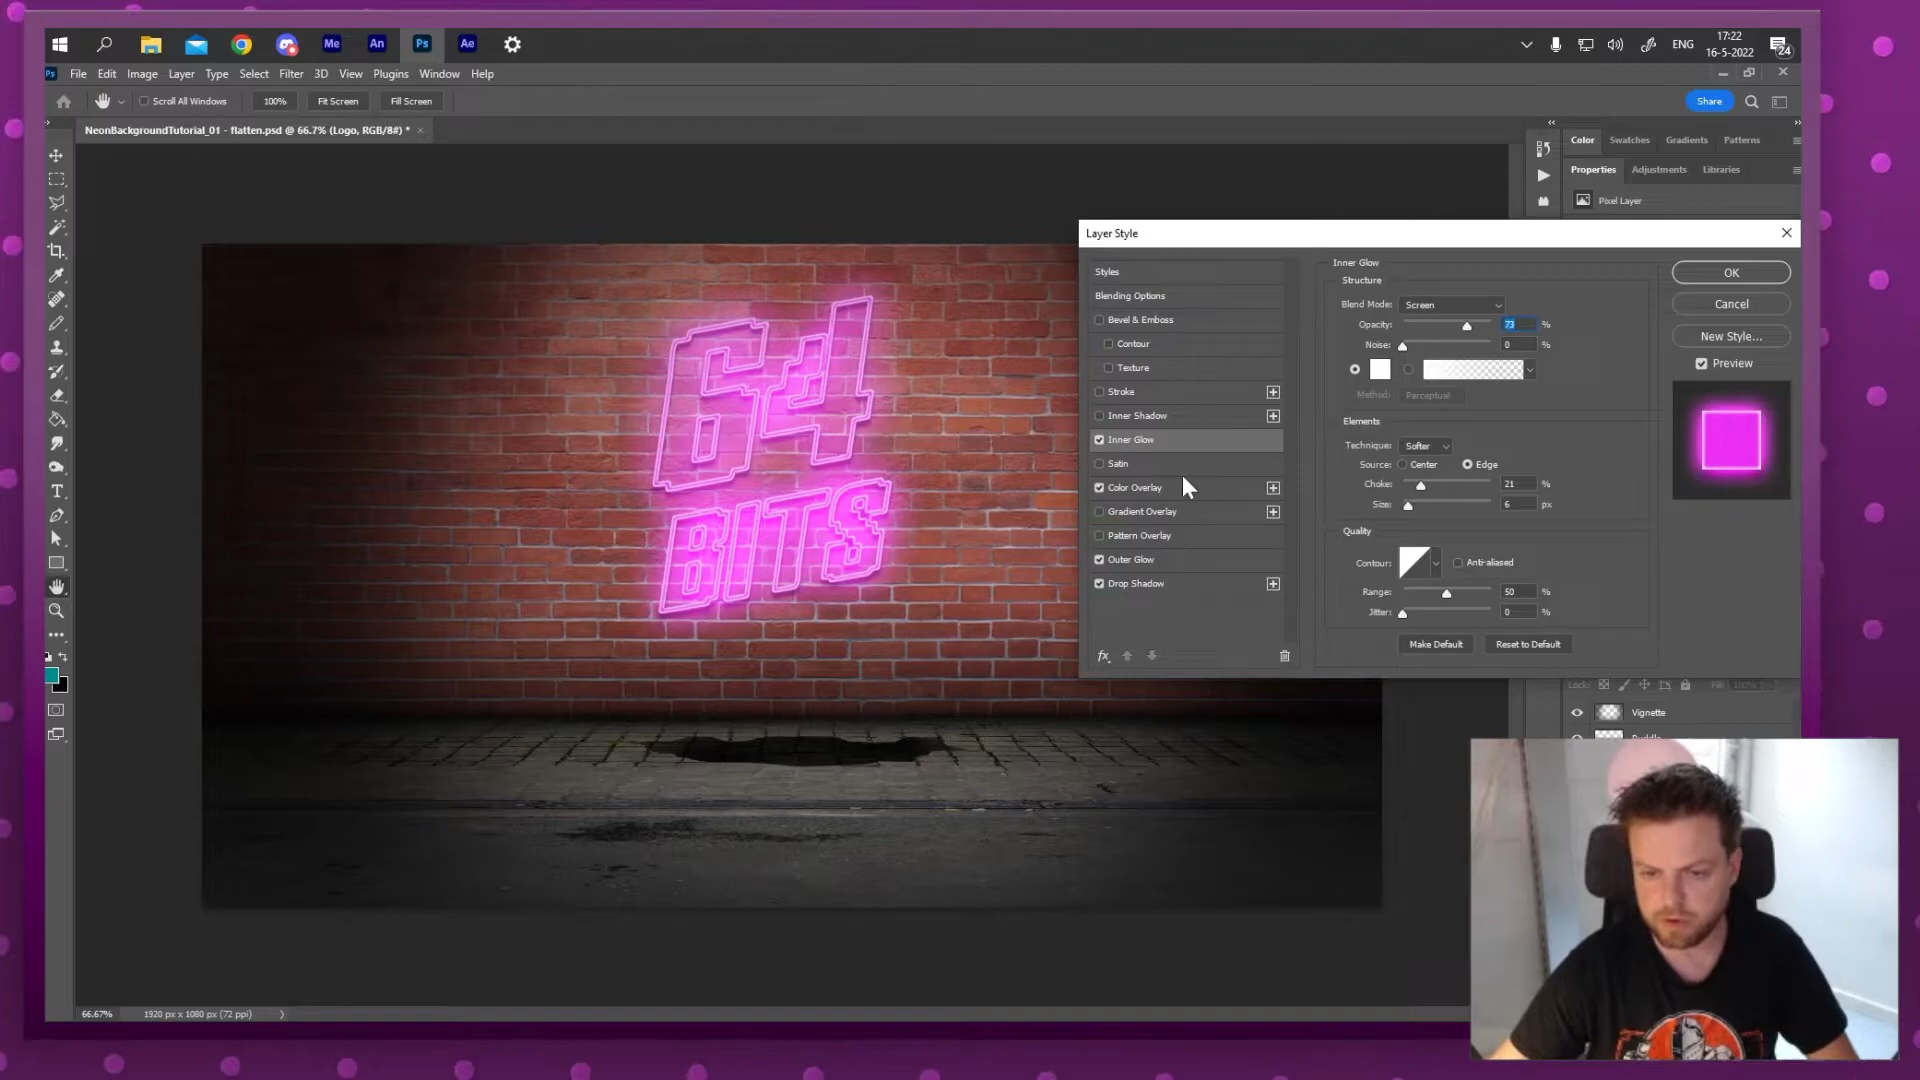 Me An Ps Ae
ENG
17:22
16-5-2022
24
Ps File Edit Image Layer Type Select Filter 3D View Plugins Window Help
Scroll All Windows 100% Fit Screen Fill Screen
Share
NeonBackgroundTutorial_01 - flatten.psd @ 66.7% (Logo, RGB/8#) *
Color Swatches Gradients Patterns
Properties Adjustments Libraries
Pixel Layer
64
BITS
Layer Style
Styles
Blending Options
Bevel & Emboss
Contour
Texture
Stroke
Inner Shadow
Inner Glow
Satin
Color Overlay
Gradient Overlay
Pattern Overlay
Outer Glow
Drop Shadow
fx
Inner Glow
Structure
Blend Mode: Screen
Opacity: 73 %
Noise: 0 %
Method: Perceptual
Elements
Technique: Softer
Source: Center Edge
Choke: 21 %
Size: 6 px
Quality
Contour: Anti-aliased
Range: 50 %
Jitter: 0 %
Make Default Reset to Default
OK
Cancel
New Style...
Preview
Lock: Fill: 100%
Vignette
Puddle
66.67% 1920 px x 1080 px (72 ppi)